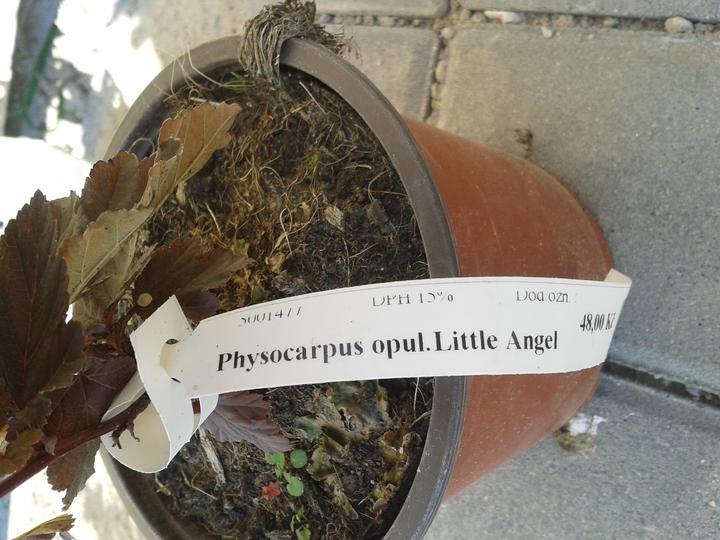 5001477 DPH 15% Dod.ozn.:
Physocarpus opul.Little Angel 48,00 Kč